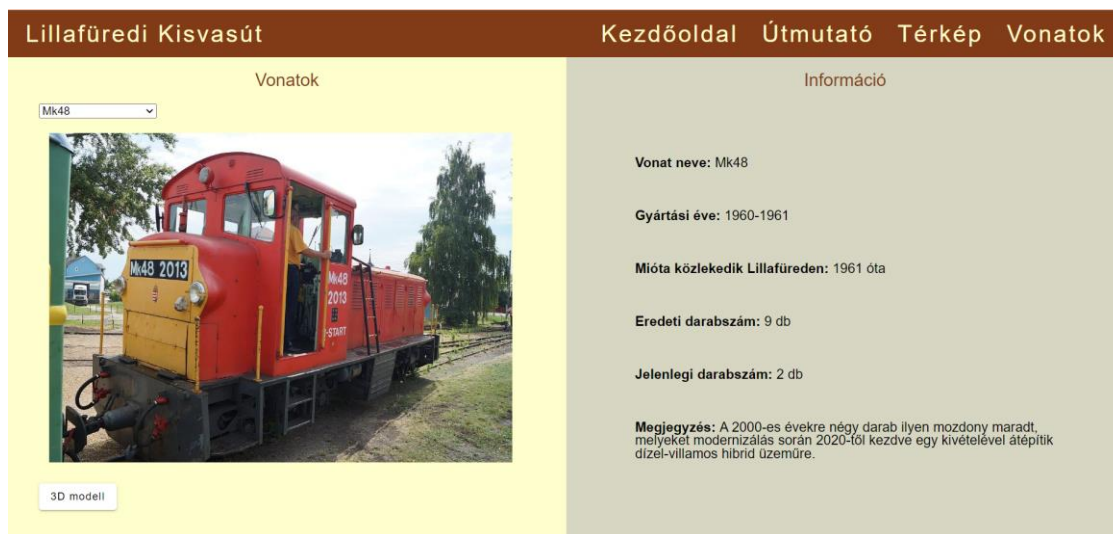 Lillafüredi Kisvasút
Kezdőoldal Útmutató Térkép Vonatok
Vonatok
Mk48
Mk48 2013
Mk48
2013
-START
3D modell
Információ
Vonat neve: Mk48
Gyártási éve: 1960-1961
Mióta közlekedik Lillafüreden: 1961 óta
Eredeti darabszám: 9 db
Jelenlegi darabszám: 2 db
Megjegyzés: A 2000-es évekre négy darab ilyen mozdony maradt,
melyeket modernizálás során 2020-től kezdve egy kivételével átépítik
dízel-villamos hibrid üzeműre.